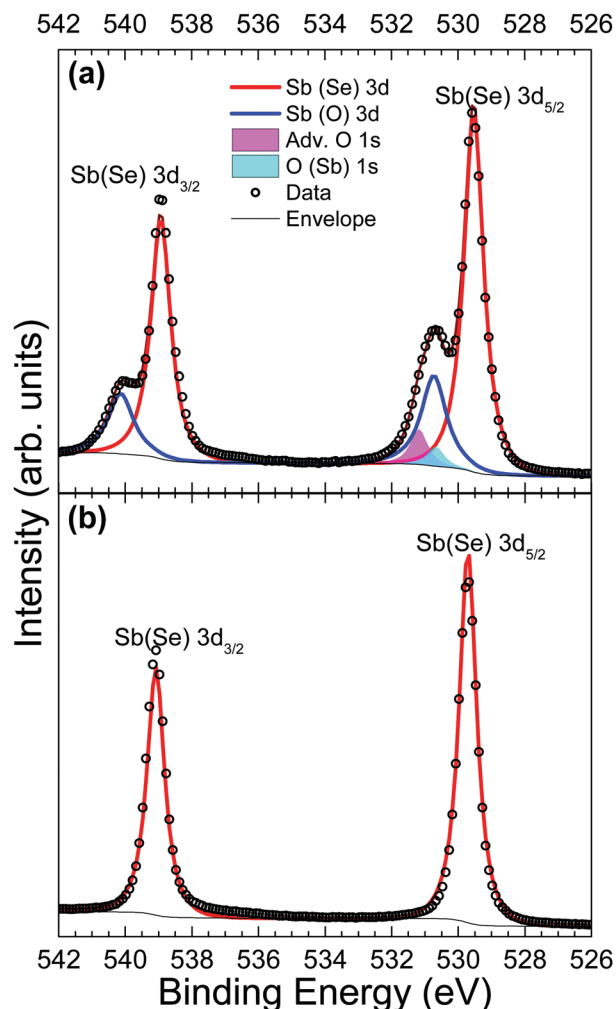 542 540 538 536 534 532 530 528 526
(a)
Sb (Se) 3d
Sb (O) 3d
Adv. O 1s
O (Sb) 1s
Data
Envelope
Sb(Se) 3d5/2
Sb(Se) 3d3/2
(b)
Sb(Se) 3d5/2
Sb(Se) 3d3/2
Intensity (arb. units)
542 540 538 536 534 532 530 528 526
Binding Energy (eV)